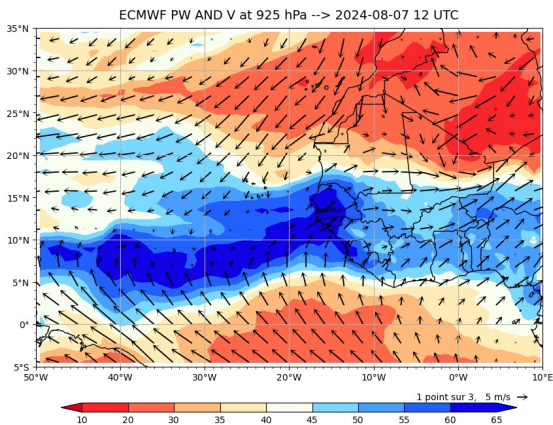 ECMWF PW AND V at 925 hPa --> 2024-08-07 12 UTC
35°N
30°N
25°N
20°N
15°N
10°N
5°N
0°
5°S
50°W 40°W 30°W 20°W 10°W 0°W 10°E
1 point sur 3, 5 m/s
10 20 30 35 40 45 50 55 60 65